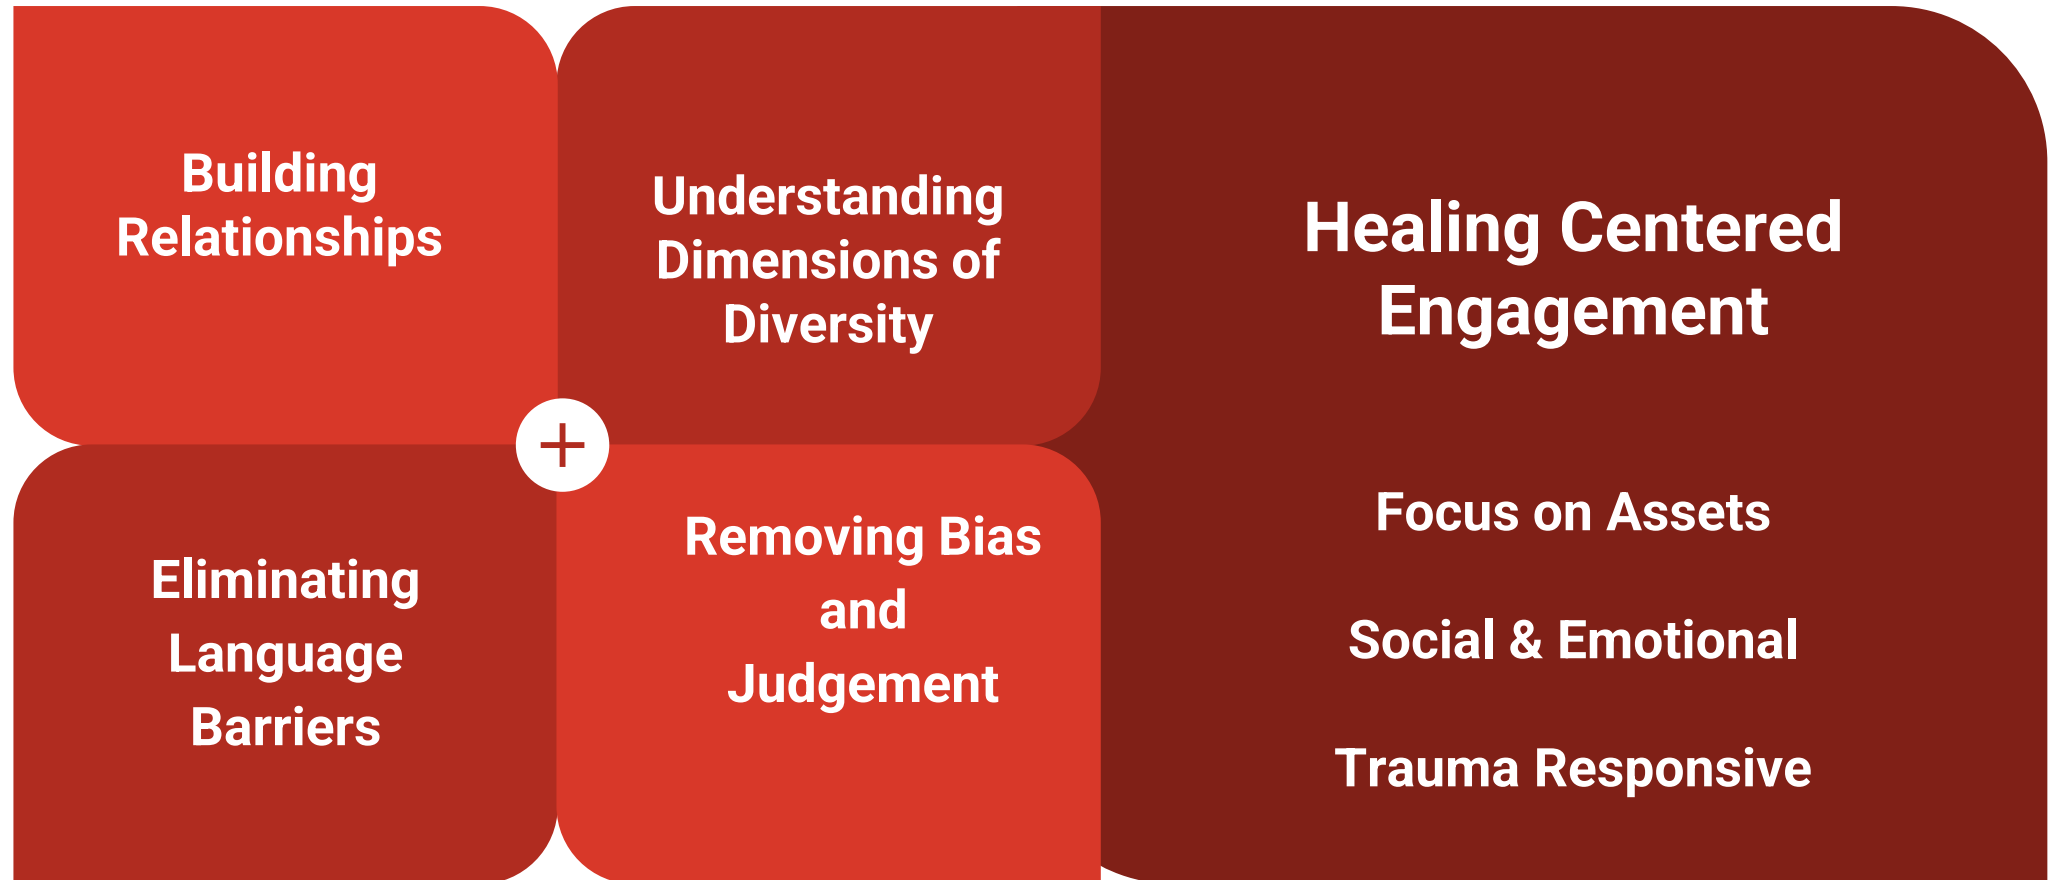 Building
Relationships
Understanding
Dimensions of
Diversity
+
Eliminating
Language
Barriers
Removing Bias
and
Judgement
Healing Centered
Engagement
Focus on Assets
Social & Emotional
Trauma Responsive